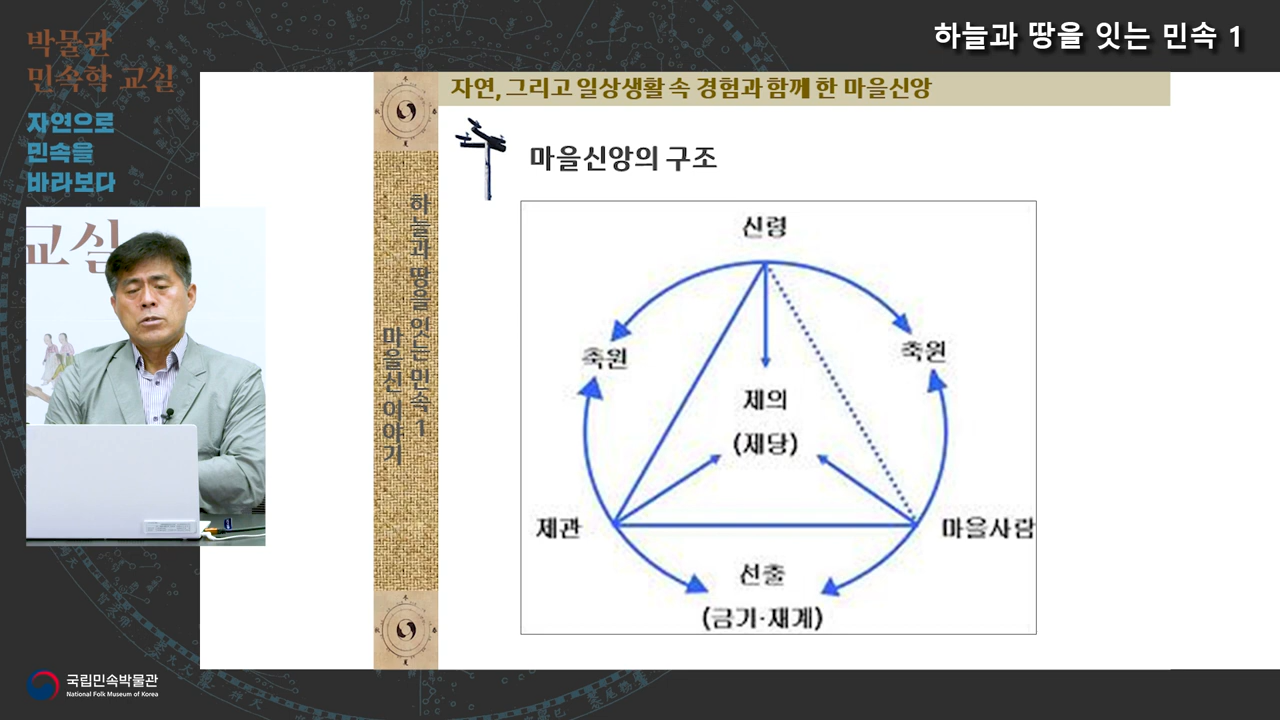 박물관
민속학 교실
자연으로
민속을
바라보다
하늘과 땅을 잇는 민속 1
자연, 그리고 일상생활 속 경험과 함께 한 마을신앙
마을신앙의 구조
하늘과 땅을 잇는 민속 1
마을신 이야기
신령
축원
축원
제의
(제당)
제관
마을사람
선출
(금기·재계)
교실
국립민속박물관
National Folk Museum of Korea